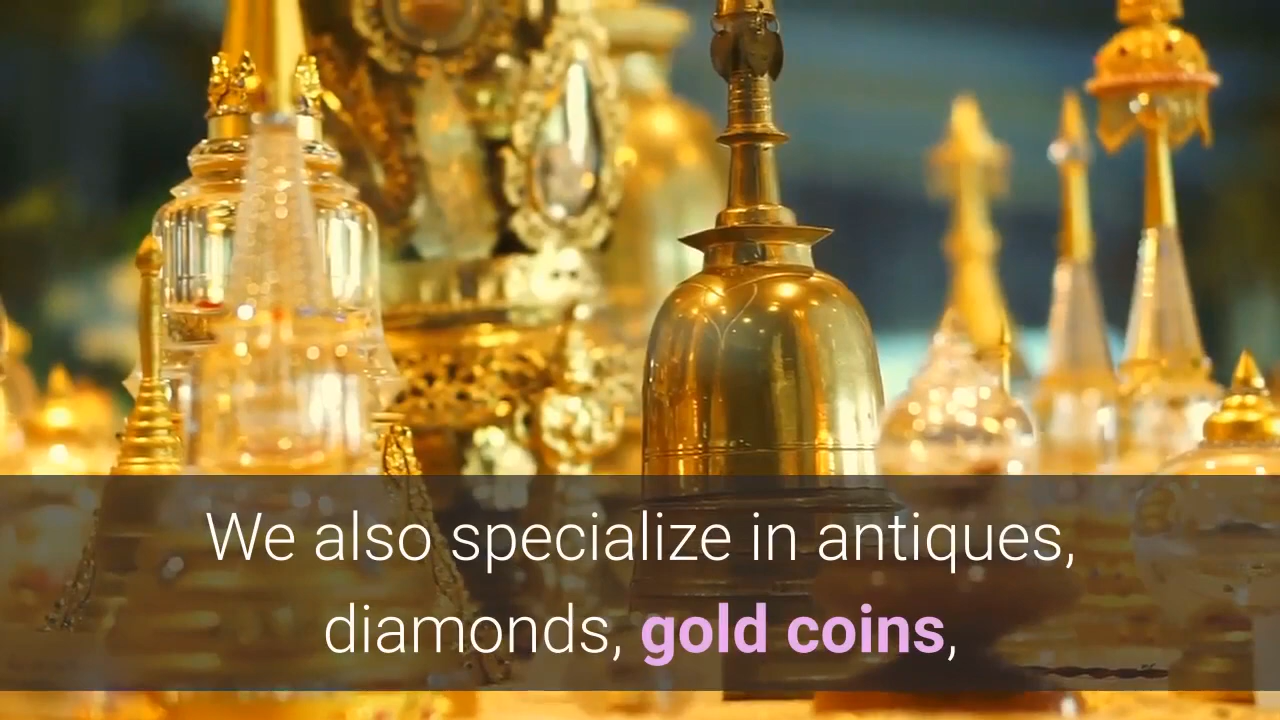 We also specialize in antiques,
diamonds, gold coins,